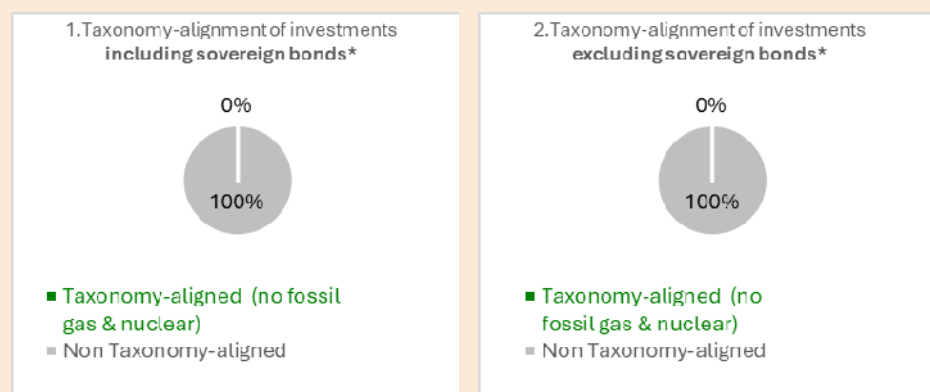 1.Taxonomy-alignment of investments
including sovereign bonds*
0%
100%
Taxonomy-aligned (no fossil
gas & nuclear)
Non Taxonomy-aligned
2.Taxonomy-alignment of investments
excluding sovereign bonds*
0%
100%
Taxonomy-aligned (no
fossil gas & nuclear)
Non Taxonomy-aligned